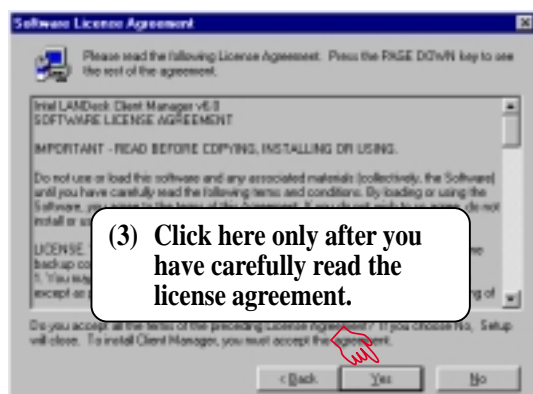 Software License Agreement
Please read the following License Agreement. Press the PAGE DOWN key to see
the rest of the agreement.
Intel LANDesk Client Manager v6.0
SOFTWARE LICENSE AGREEMENT
IMPORTANT - READ BEFORE COPYING, INSTALLING OR USING.
Do not use or load this software and any associated materials (collectively, the Software)
until you have carefully read the following terms and conditions. By loading or using the
Software, you agree to the terms of this Agreement. If you do not wish to so agree, do not
install or
LICENSE.
backup
1. You may
except as
(3) Click here only after you
have carefully read the
license agreement.
Do you accept all the terms of the preceding License Agreement? If you choose No, Setup
will close. To install Client Manager, you must accept the agreement.
< Back
Yes
No